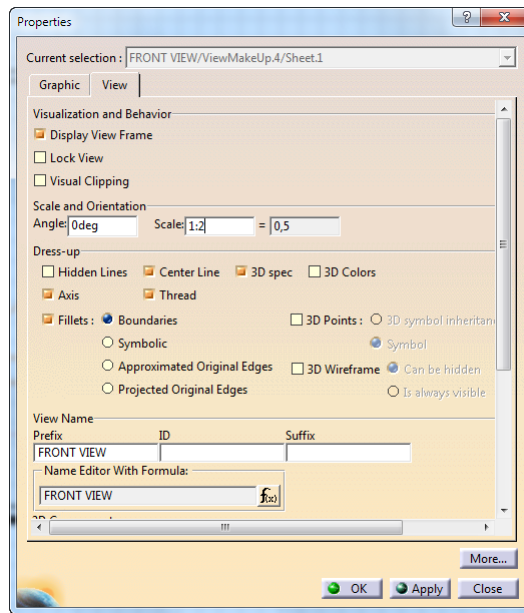 Properties
Current selection : FRONT VIEW/ViewMakeUp.4/Sheet.1
Graphic View
Visualization and Behavior
Display View Frame
Lock View
Visual Clipping
Scale and Orientation
Angle: 0deg Scale: 1:2 = 0,5
Dress-up
Hidden Lines Center Line 3D spec 3D Colors
Axis Thread
Fillets : Boundaries 3D Points : 3D symbol inheritan
Symbolic Symbol
Approximated Original Edges 3D Wireframe Can be hidden
Projected Original Edges Is always visible
View Name
Prefix ID Suffix
FRONT VIEW
Name Editor With Formula:
FRONT VIEW f(x)
More...
OK Apply Close